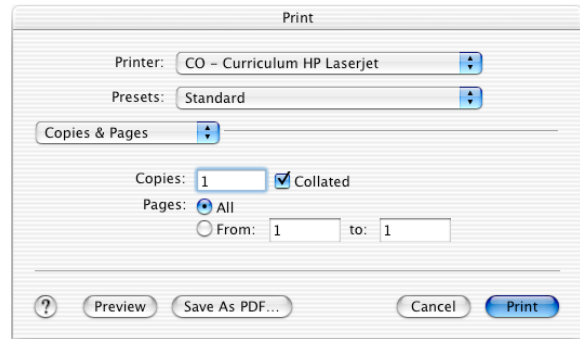 Print
Printer: CO – Curriculum HP Laserjet
Presets: Standard
Copies & Pages
Copies: 1 Collated
Pages: All
From: 1 to: 1
? Preview Save As PDF... Cancel Print